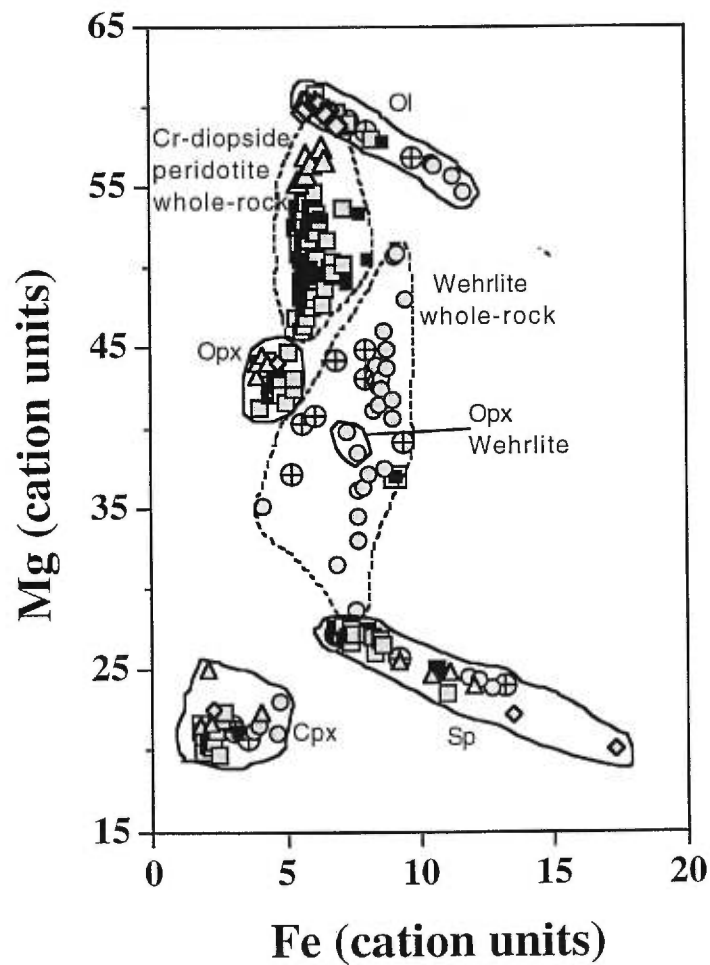 65
Ol
Cr-diopside
peridotite
whole-rock
55
Wehrlite
whole-rock
45
Opx
Opx
Wehrlite
35
25
Cpx
Sp
15
0
5
10
15
20
Mg (cation units)
Fe (cation units)